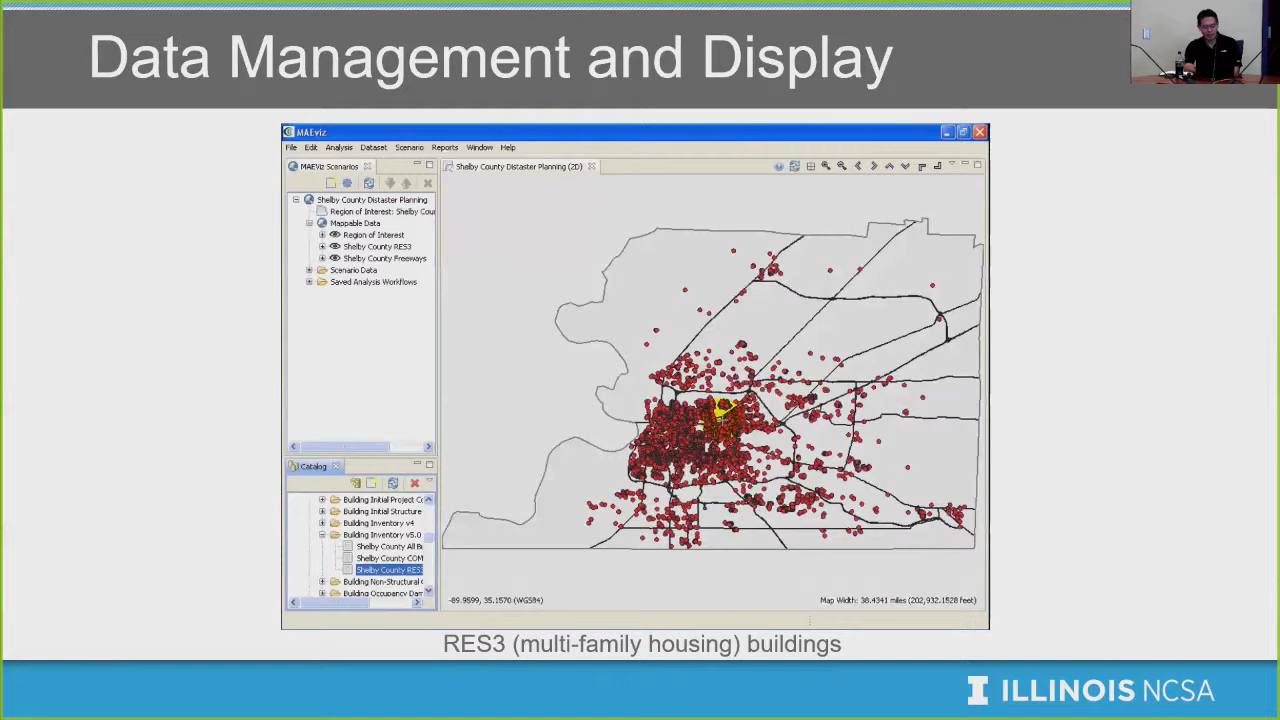 Data Management and Display
MAEviz
File Edit Analysis Dataset Scenario Reports Window Help
MAEViz Scenarios
Shelby County Distaster Planning (2D)
Shelby County Distaster Planning
Region of Interest: Shelby Cou
Mappable Data
Region of Interest
Shelby County RES3
Shelby County Freeways
Scenario Data
Saved Analysis Workflows
Catalog
Building Initial Project C
Building Initial Structure
Building Inventory v4
Building Inventory v5.0
Shelby County All B
Shelby County COM
Shelby County RES3
Building Non-Structural
Building Occupancy Dam
-89.9599, 35.1570 (WGS84)
Map Width: 38.4341 miles (202,932.1528 feet)
RES3 (multi-family housing) buildings
ILLINOIS NCSA